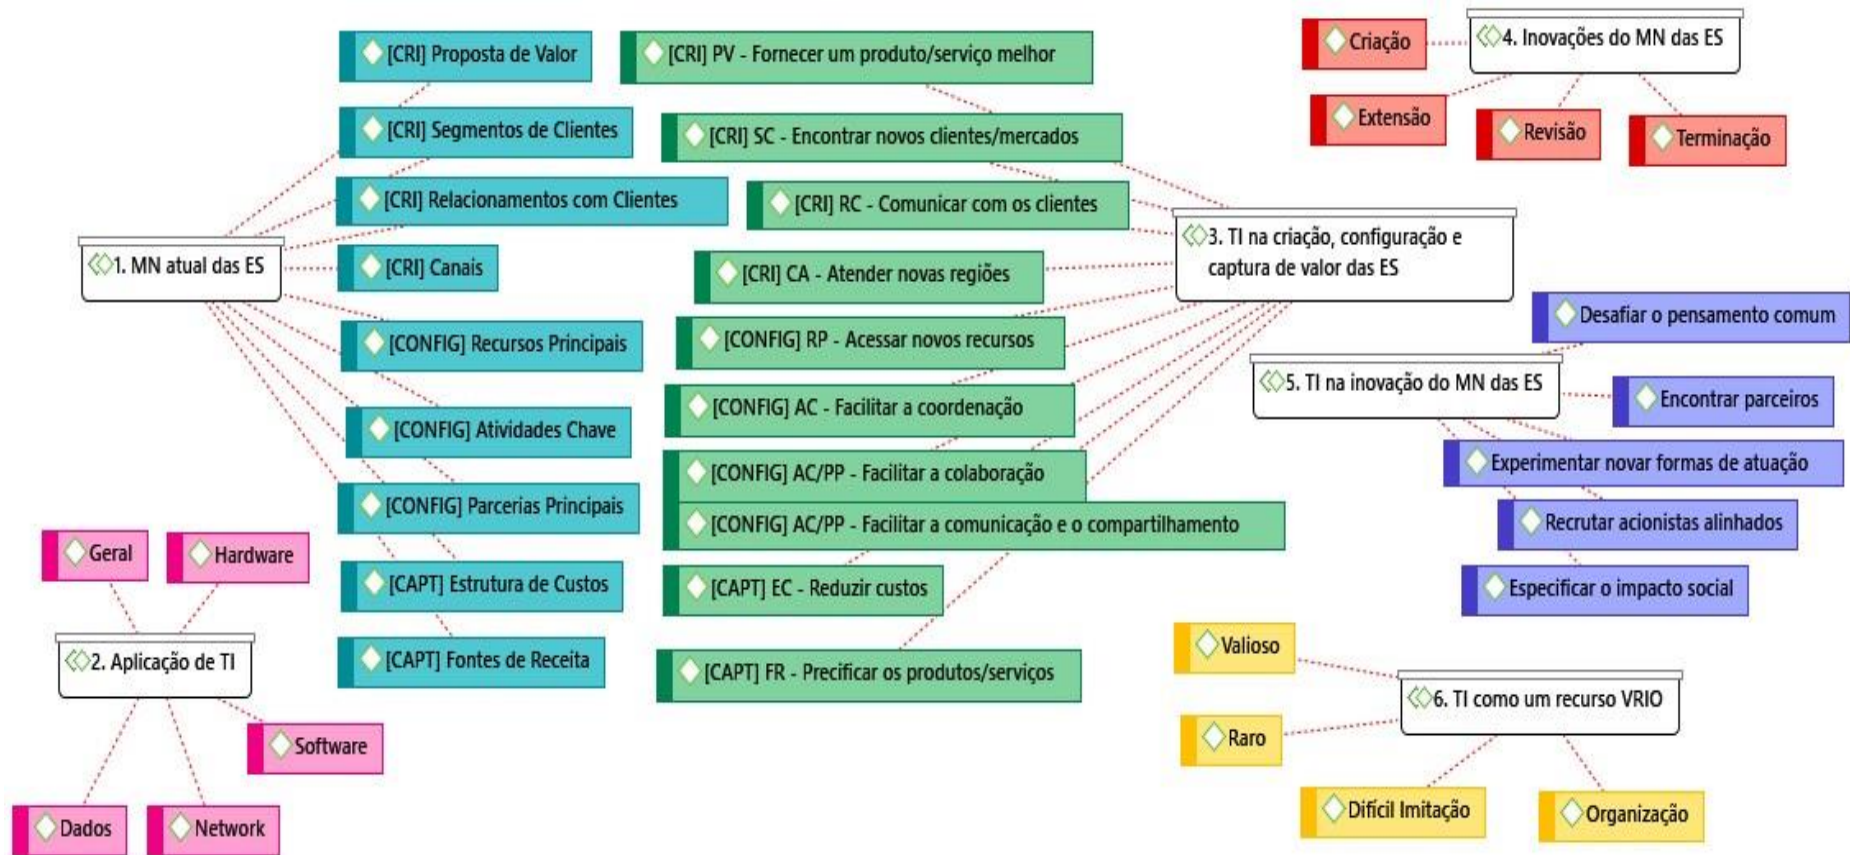 1. MN atual das ES
[CRI] Proposta de Valor
[CRI] Segmentos de Clientes
[CRI] Relacionamentos com Clientes
[CRI] Canais
[CONFIG] Recursos Principais
[CONFIG] Atividades Chave
[CONFIG] Parcerias Principais
[CAPT] Estrutura de Custos
[CAPT] Fontes de Receita
2. Aplicação de TI
Geral
Hardware
Software
Dados
Network
3. TI na criação, configuração e
captura de valor das ES
[CRI] PV - Fornecer um produto/serviço melhor
[CRI] SC - Encontrar novos clientes/mercados
[CRI] RC - Comunicar com os clientes
[CRI] CA - Atender novas regiões
[CONFIG] RP - Acessar novos recursos
[CONFIG] AC - Facilitar a coordenação
[CONFIG] AC/PP - Facilitar a colaboração
[CONFIG] AC/PP - Facilitar a comunicação e o compartilhamento
[CAPT] EC - Reduzir custos
[CAPT] FR - Precificar os produtos/serviços
4. Inovações do MN das ES
Criação
Extensão
Revisão
Terminação
5. TI na inovação do MN das ES
Desafiar o pensamento comum
Encontrar parceiros
Experimentar novar formas de atuação
Recrutar acionistas alinhados
Especificar o impacto social
6. TI como um recurso VRIO
Valioso
Raro
Difícil Imitação
Organização